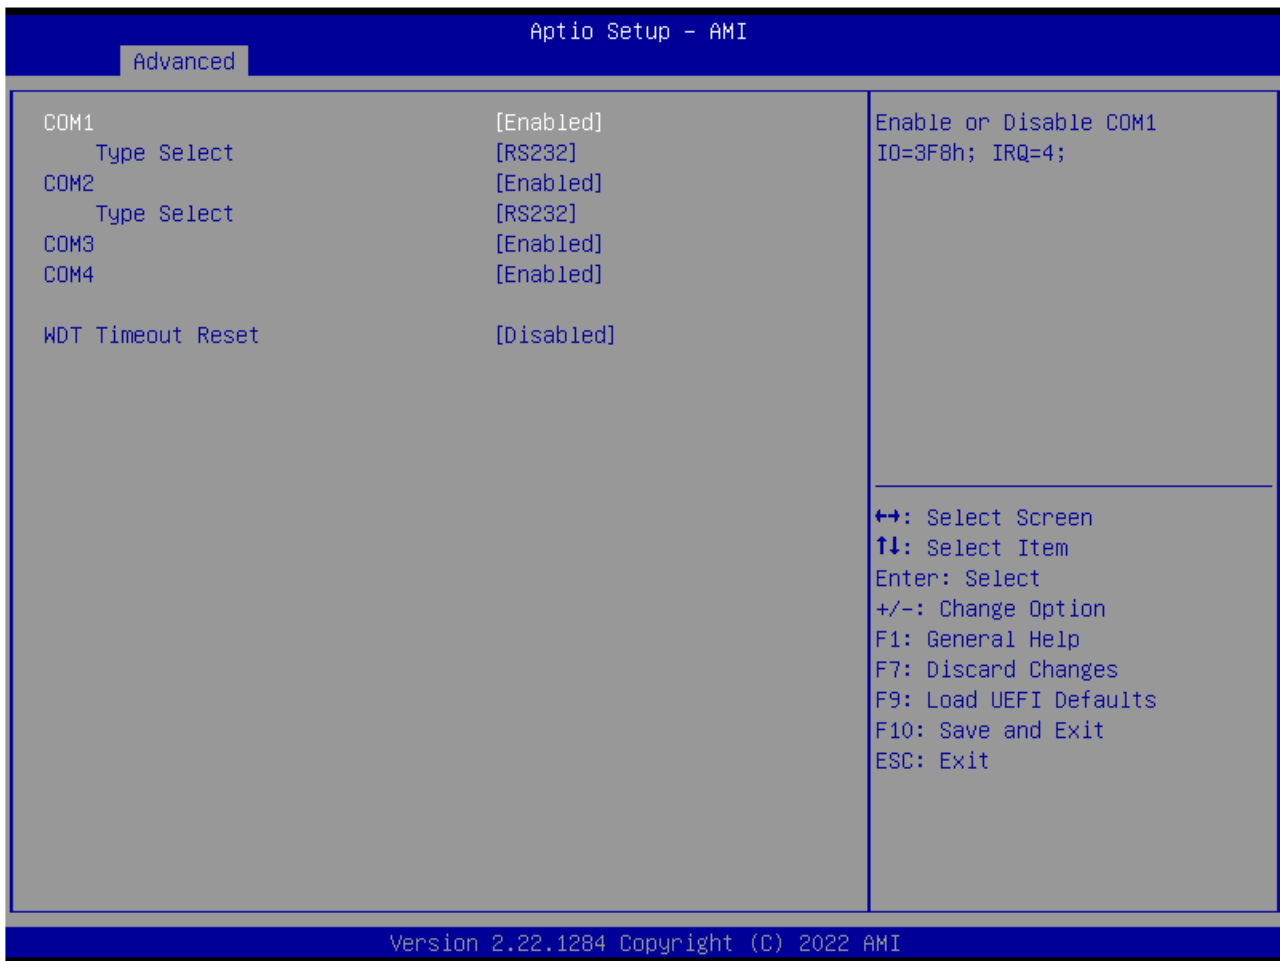 Aptio Setup – AMI
Advanced
COM1 [Enabled]
Type Select [RS232]
COM2 [Enabled]
Type Select [RS232]
COM3 [Enabled]
COM4 [Enabled]
WDT Timeout Reset [Disabled]
Enable or Disable COM1
IO=3F8h; IRQ=4;
↔: Select Screen
↑↓: Select Item
Enter: Select
+/-: Change Option
F1: General Help
F7: Discard Changes
F9: Load UEFI Defaults
F10: Save and Exit
ESC: Exit
Version 2.22.1284 Copyright (C) 2022 AMI